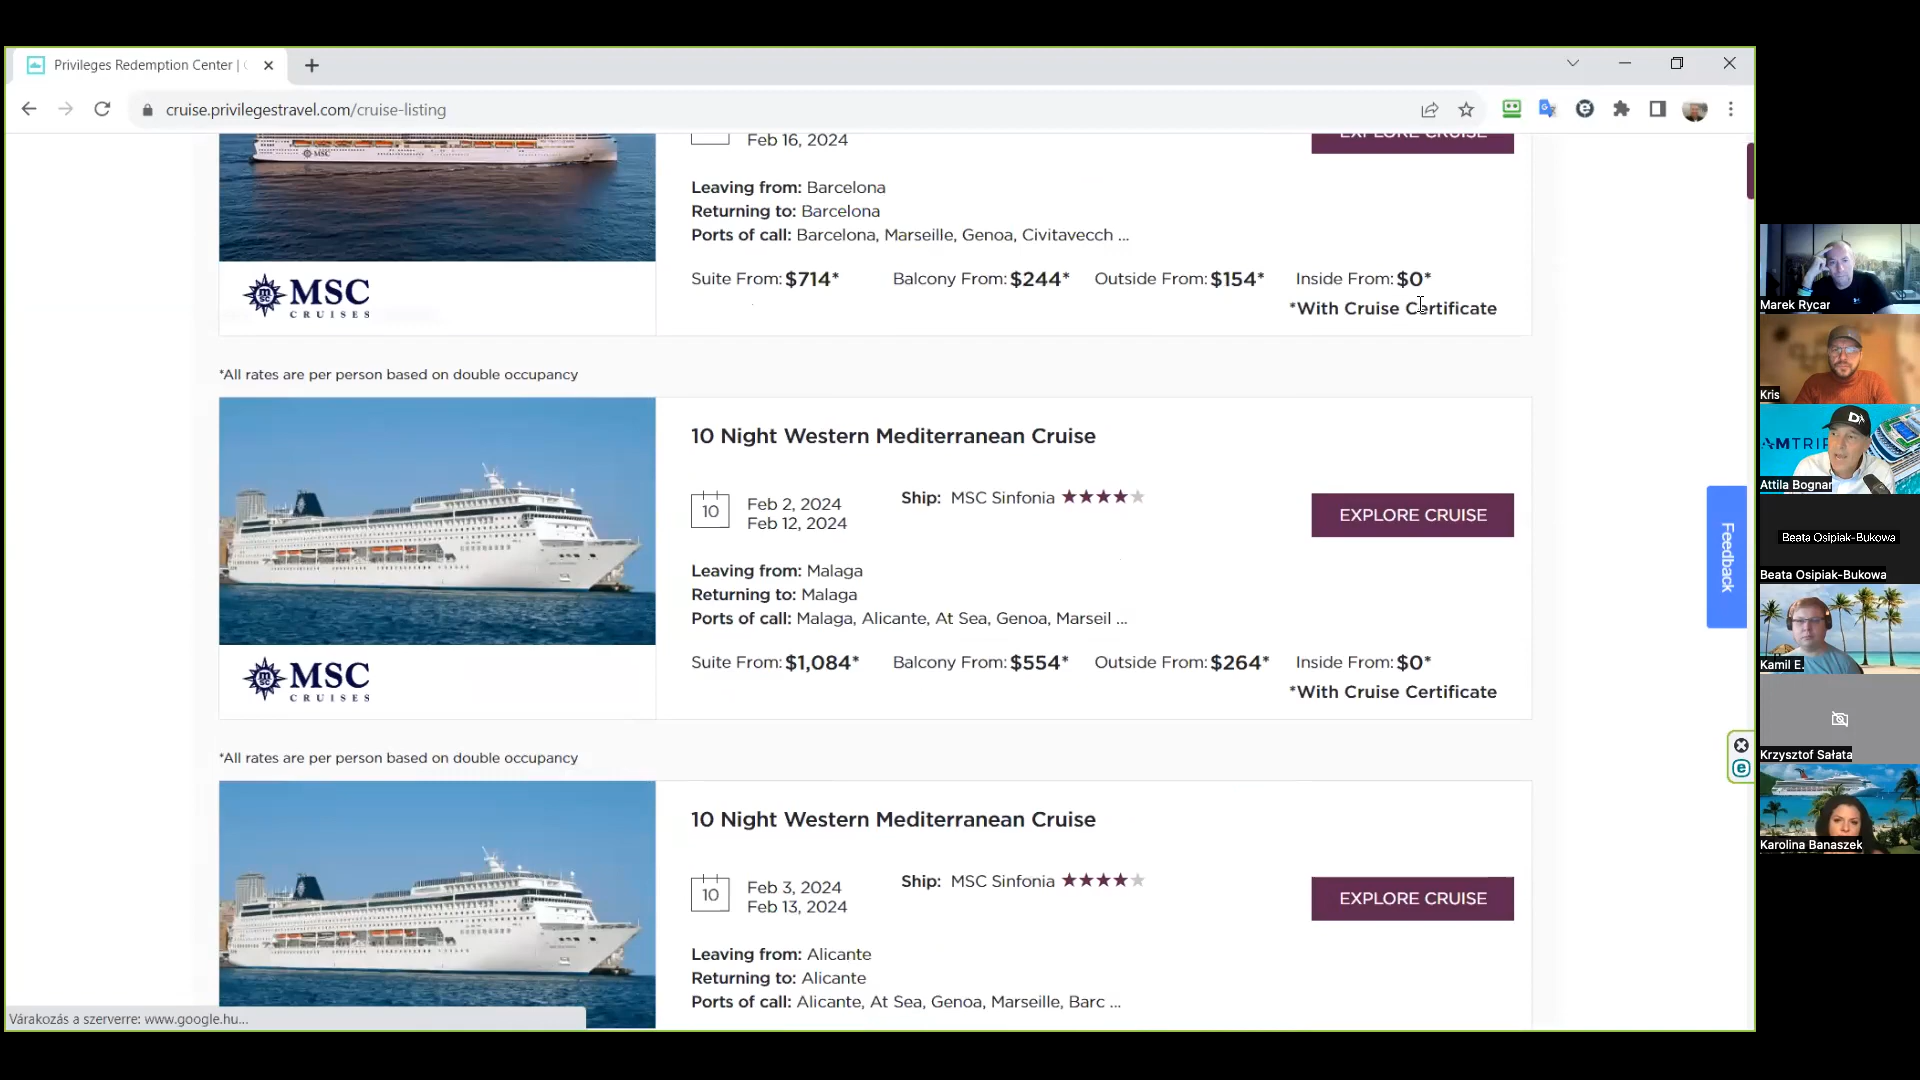 Privileges Redemption Center |
cruise.privilegestravel.com/cruise-listing
MSC
Feb 16, 2024
EXPLORE CRUISE
Leaving from: Barcelona
Returning to: Barcelona
Ports of call: Barcelona, Marseille, Genoa, Civitavecch ...
Suite From: $714* Balcony From: $244* Outside From: $154* Inside From: $0*
*With Cruise Certificate
MSC
CRUISES
*All rates are per person based on double occupancy
10 Night Western Mediterranean Cruise
10
Feb 2, 2024
Feb 12, 2024
Ship: MSC Sinfonia
EXPLORE CRUISE
Leaving from: Malaga
Returning to: Malaga
Ports of call: Malaga, Alicante, At Sea, Genoa, Marseil ...
Suite From: $1,084* Balcony From: $554* Outside From: $264* Inside From: $0*
*With Cruise Certificate
MSC
CRUISES
*All rates are per person based on double occupancy
10 Night Western Mediterranean Cruise
10
Feb 3, 2024
Feb 13, 2024
Ship: MSC Sinfonia
EXPLORE CRUISE
Leaving from: Alicante
Returning to: Alicante
Ports of call: Alicante, At Sea, Genoa, Marseille, Barc ...
Várakozás a szerverre: www.google.hu...
Feedback
Marek Rycar
Kris
Attila Bognar
Beata Osipiak-Bukowa
Beata Osipiak-Bukowa
Kamil E.
Krzysztof Sałata
Karolina Banaszek